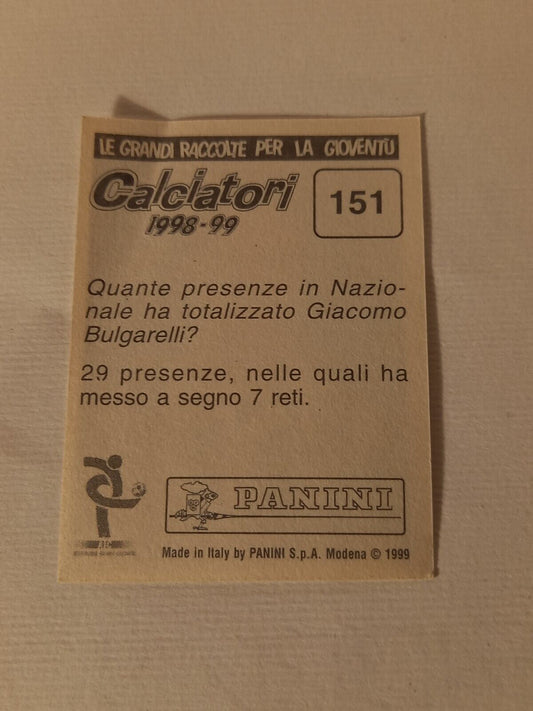 LE GRANDI RACCOLTE PER LA GIOVENTÙ
Calciatori
1998-99
151
Quante presenze in Nazio-
nale ha totalizzato Giacomo
Bulgarelli?
29 presenze, nelle quali ha
messo a segno 7 reti.
PANINI
AIC
Made in Italy by PANINI S.p.A. Modena © 1999